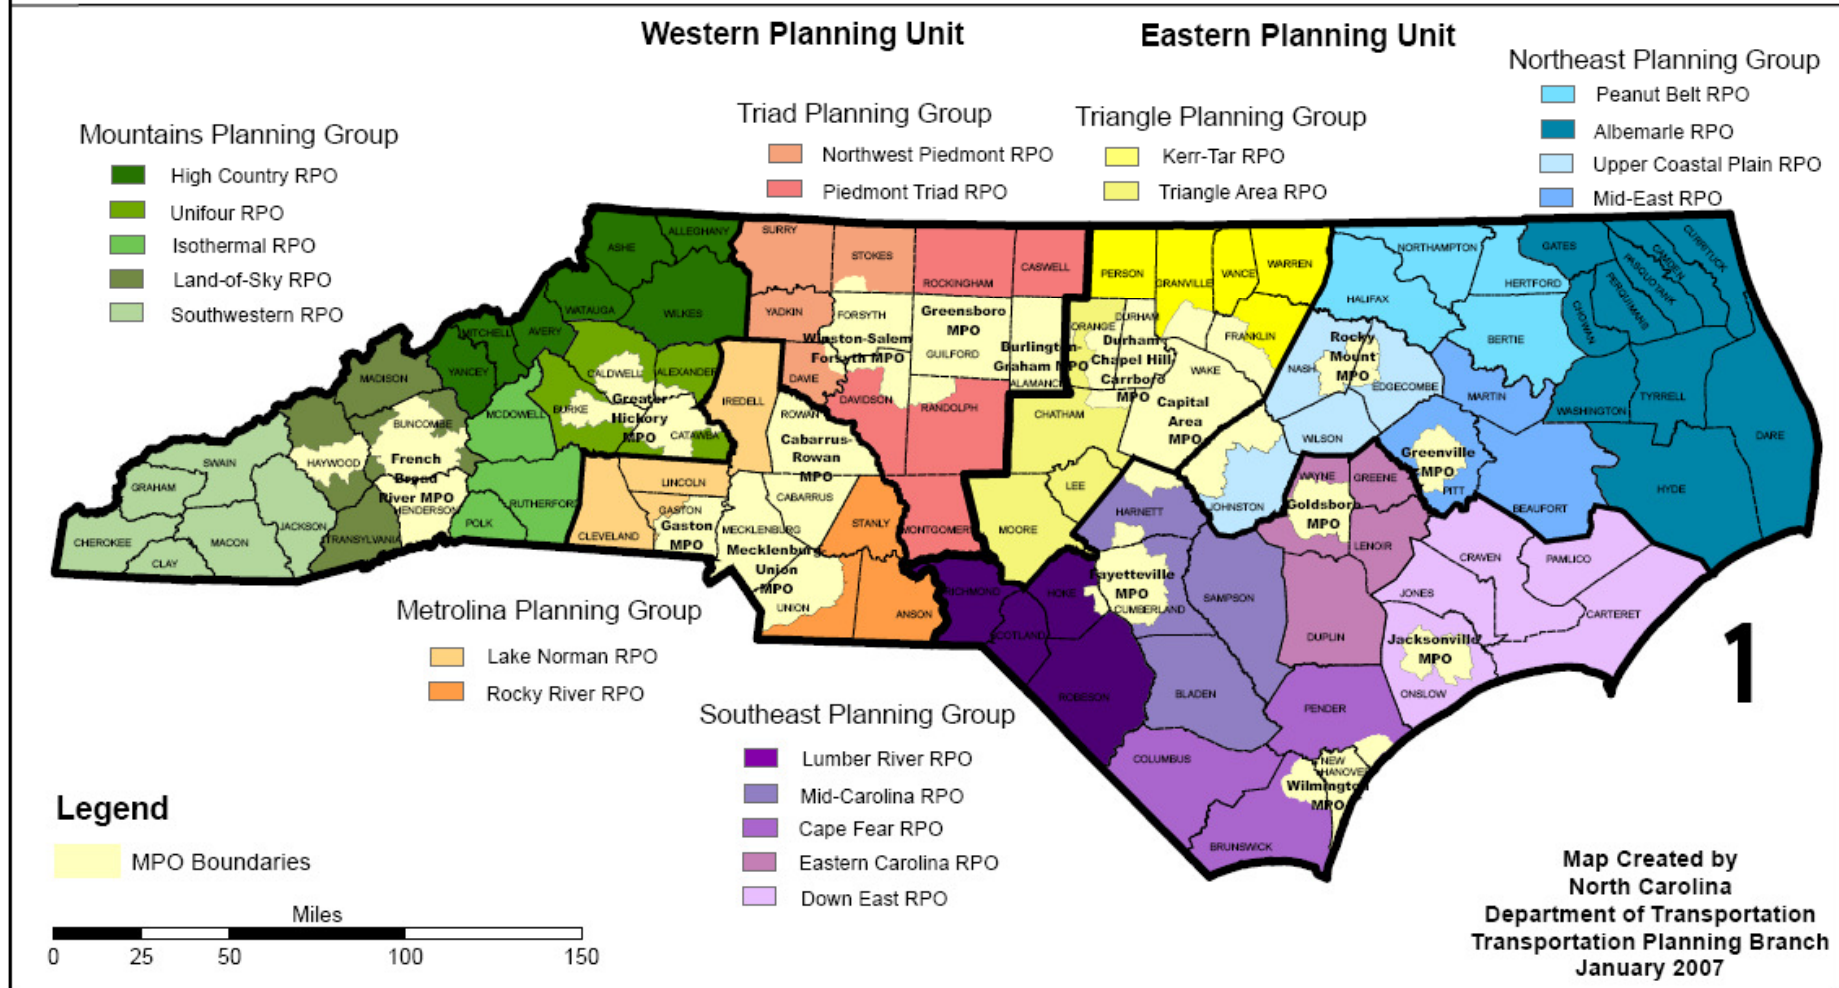 Western Planning Unit
Eastern Planning Unit
Northeast Planning Group
Peanut Belt RPO
Albemarle RPO
Upper Coastal Plain RPO
Mid-East RPO
Triad Planning Group
Northwest Piedmont RPO
Piedmont Triad RPO
Triangle Planning Group
Kerr-Tar RPO
Triangle Area RPO
Mountains Planning Group
High Country RPO
Unifour RPO
Isothermal RPO
Land-of-Sky RPO
Southwestern RPO
ASHE
ALLEGHANY
SURRY
STOKES
ROCKINGHAM
CASWELL
PERSON
GRANVILLE
VANCE
WARREN
NORTHAMPTON
HERTFORD
GATES
CURRITUCK
CAMDEN
PASQUOTANK
PERQUIMANS
CHOWAN
HALIFAX
BERTIE
WATAUGA
WILKES
YADKIN
FORSYTH
Winston-Salem
Forsyth MPO
Greensboro
MPO
GUILFORD
Burlington-
Graham MPO
ALAMANCE
ORANGE
DURHAM
Durham
Chapel Hill
Carrboro
MPO
FRANKLIN
WAKE
Capital
Area
MPO
NASH
Rocky
Mount
MPO
EDGECOMBE
MARTIN
WASHINGTON
TYRRELL
DARE
HYDE
MITCHELL
AVERY
YANCEY
MADISON
CALDWELL
ALEXANDER
BURKE
Greater
Hickory
MPO
CATAWBA
IREDELL
DAVIE
ROWAN
Cabarrus-
Rowan
MPO
CABARRUS
DAVIDSON
RANDOLPH
CHATHAM
LEE
MOORE
HARNETT
JOHNSTON
WILSON
WAYNE
GREENE
Goldsboro
MPO
Greenville
MPO
PITT
BEAUFORT
LENOIR
MCDOWELL
BUNCOMBE
HAYWOOD
French
Broad
River MPO
HENDERSON
SWAIN
GRAHAM
JACKSON
TRANSYLVANIA
CHEROKEE
MACON
CLAY
POLK
RUTHERFORD
CLEVELAND
LINCOLN
GASTON
Gaston
MPO
MECKLENBURG
Mecklenburg
Union
MPO
UNION
STANLY
MONTGOMERY
ANSON
RICHMOND
SCOTLAND
HOKE
ROBESON
Fayetteville
MPO
CUMBERLAND
SAMPSON
BLADEN
DUPLIN
CRAVEN
PAMLICO
JONES
CARTERET
Jacksonville
MPO
ONSLOW
PENDER
COLUMBUS
NEW
HANOVER
Wilmington
MPO
BRUNSWICK
1
Metrolina Planning Group
Lake Norman RPO
Rocky River RPO
Southeast Planning Group
Lumber River RPO
Mid-Carolina RPO
Cape Fear RPO
Eastern Carolina RPO
Down East RPO
Legend
MPO Boundaries
Miles
0 25 50 100 150
Map Created by
North Carolina
Department of Transportation
Transportation Planning Branch
January 2007